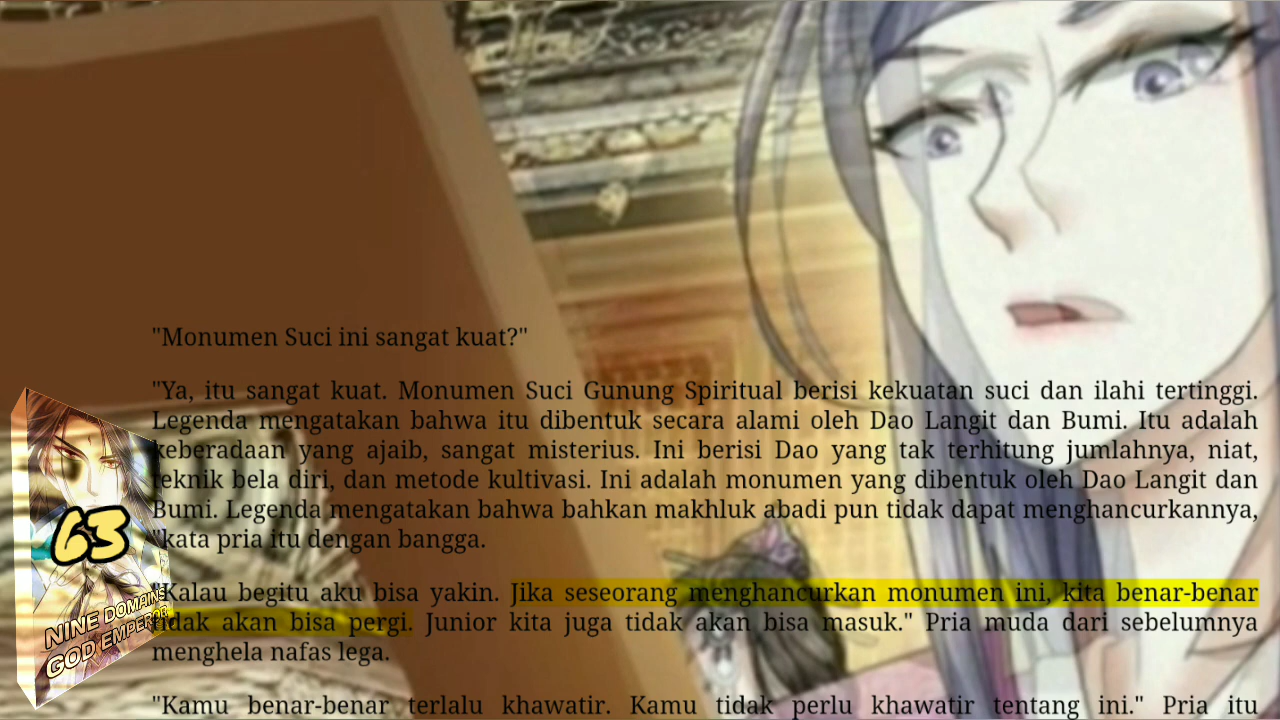 "Monumen Suci ini sangat kuat?"
"Ya, itu sangat kuat. Monumen Suci Gunung Spiritual berisi kekuatan suci dan ilahi tertinggi.
Legenda mengatakan bahwa itu dibentuk secara alami oleh Dao Langit dan Bumi. Itu adalah
keberadaan yang ajaib, sangat misterius. Ini berisi Dao yang tak terhitung jumlahnya, niat,
teknik bela diri, dan metode kultivasi. Ini adalah monumen yang dibentuk oleh Dao Langit dan
Bumi. Legenda mengatakan bahwa bahkan makhluk abadi pun tidak dapat menghancurkannya,
"kata pria itu dengan bangga.
"Kalau begitu aku bisa yakin. Jika seseorang menghancurkan monumen ini, kita benar-benar
tidak akan bisa pergi. Junior kita juga tidak akan bisa masuk." Pria muda dari sebelumnya
menghela nafas lega.
"Kamu benar-benar terlalu khawatir. Kamu tidak perlu khawatir tentang ini." Pria itu
63
NINE DOMAINS
GOD EMPEROR